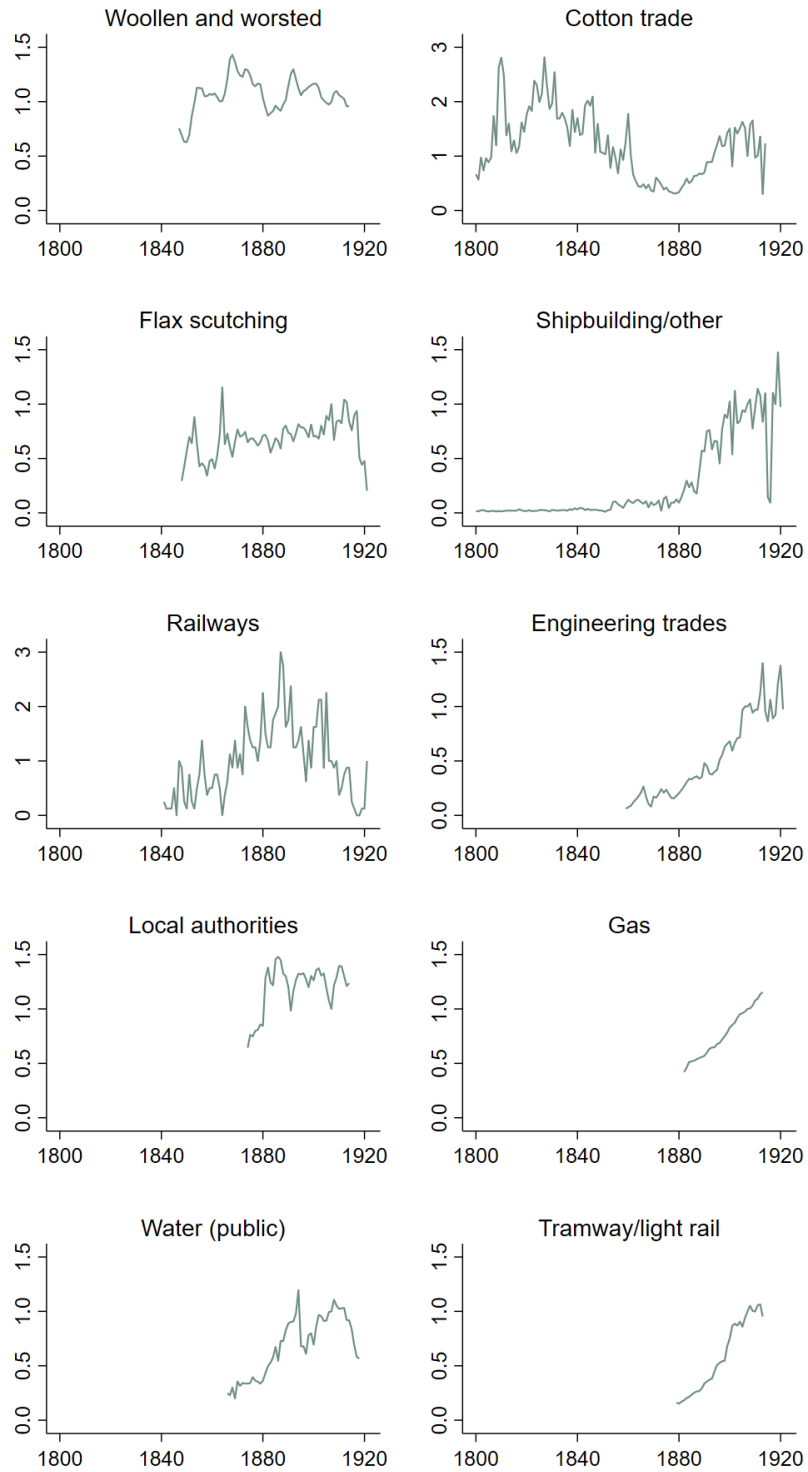 Woollen and worsted
0.0 0.5 1.0 1.5
1800 1840 1880 1920
Cotton trade
0 1 2 3
1800 1840 1880 1920
Flax scutching
0.0 0.5 1.0 1.5
1800 1840 1880 1920
Shipbuilding/other
0.0 0.5 1.0 1.5
1800 1840 1880 1920
Railways
0 1 2 3
1800 1840 1880 1920
Engineering trades
0.0 0.5 1.0 1.5
1800 1840 1880 1920
Local authorities
0.0 0.5 1.0 1.5
1800 1840 1880 1920
Gas
0.0 0.5 1.0 1.5
1800 1840 1880 1920
Water (public)
0.0 0.5 1.0 1.5
1800 1840 1880 1920
Tramway/light rail
0.0 0.5 1.0 1.5
1800 1840 1880 1920